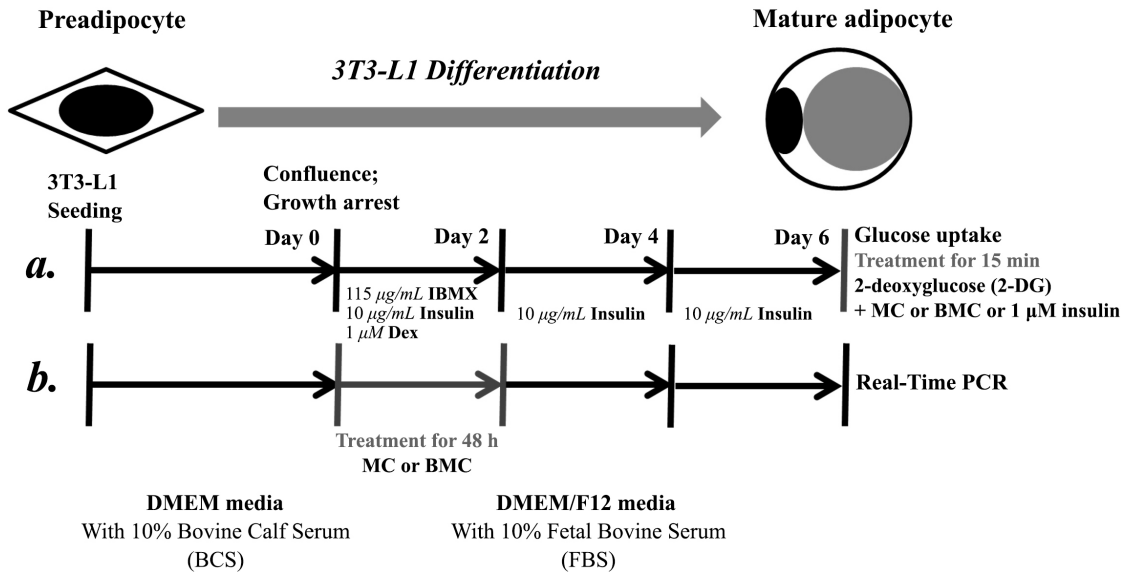 Preadipocyte
Mature adipocyte
3T3-L1 Differentiation
3T3-L1
Seeding
Confluence;
Growth arrest
Day 0
Day 2
Day 4
Day 6
a.
115 µg/mL IBMX
10 µg/mL Insulin
1 µM Dex
10 µg/mL Insulin
10 µg/mL Insulin
Glucose uptake
Treatment for 15 min
2-deoxyglucose (2-DG)
+ MC or BMC or 1 µM insulin
b.
Treatment for 48 h
MC or BMC
Real-Time PCR
DMEM media
With 10% Bovine Calf Serum
(BCS)
DMEM/F12 media
With 10% Fetal Bovine Serum
(FBS)